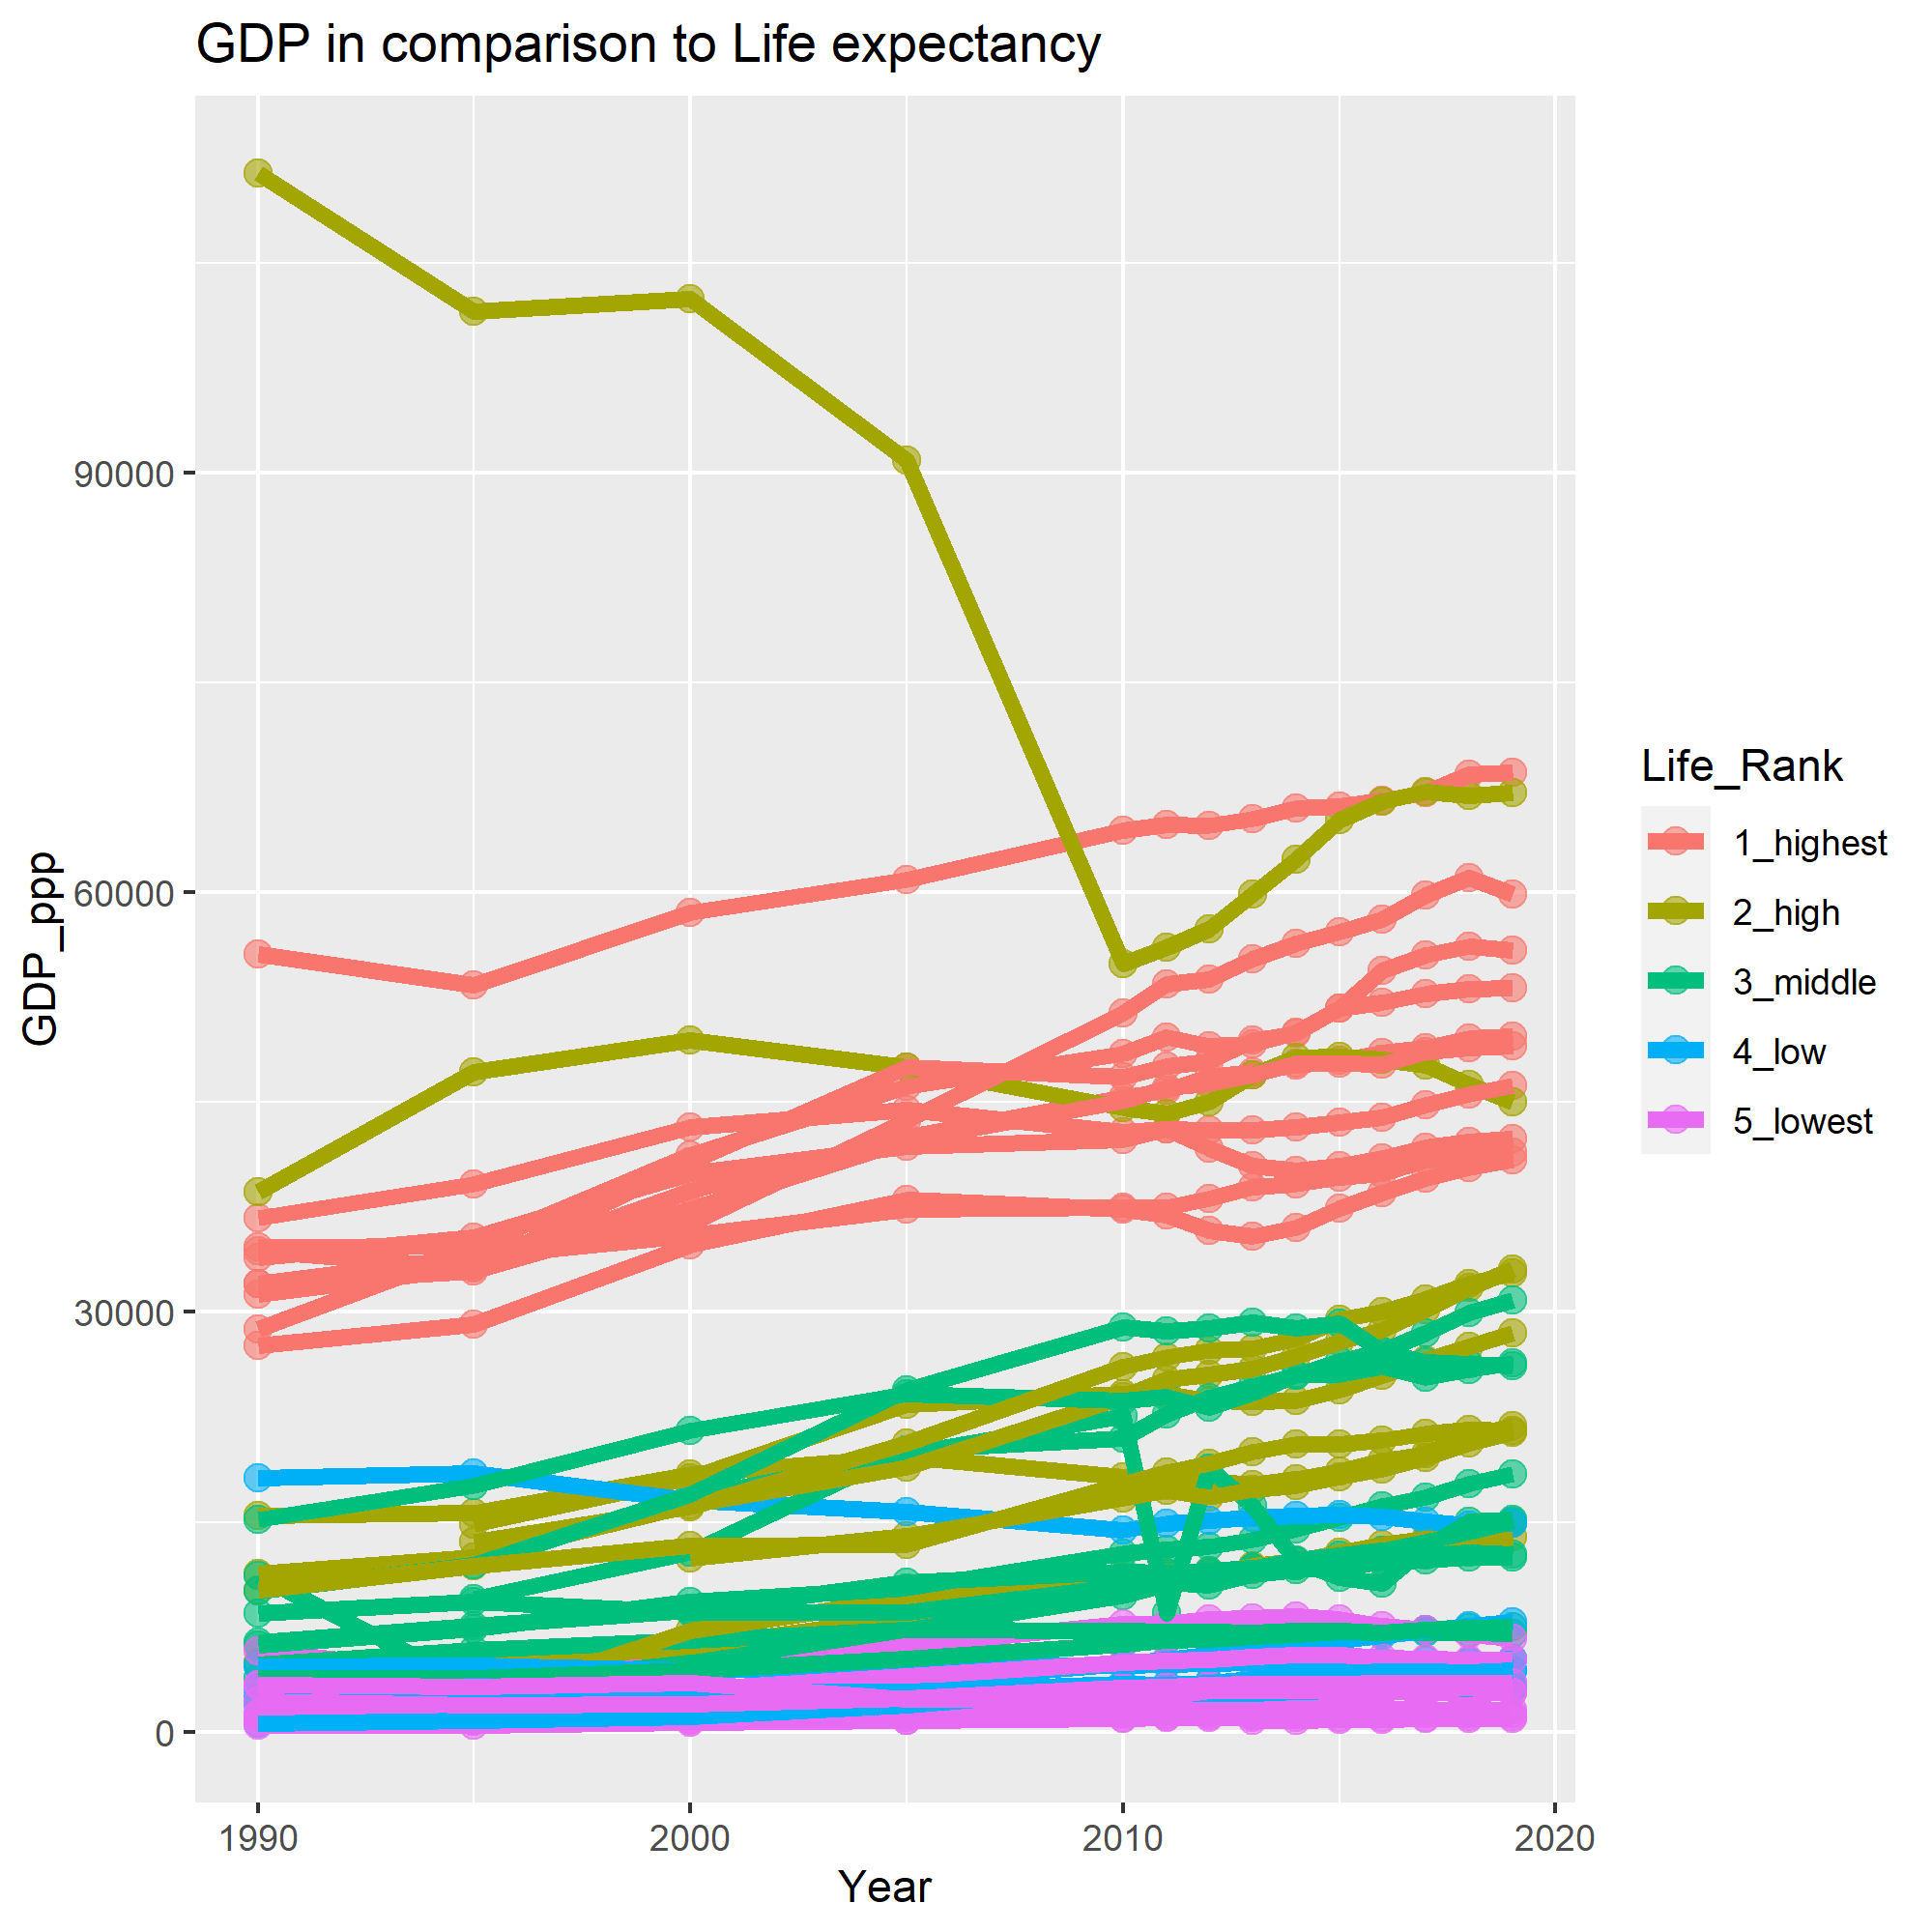 GDP in comparison to Life expectancy
GDP_ppp
90000
60000
30000
0
1990
2000
2010
2020
Year
Life_Rank
1_highest
2_high
3_middle
4_low
5_lowest